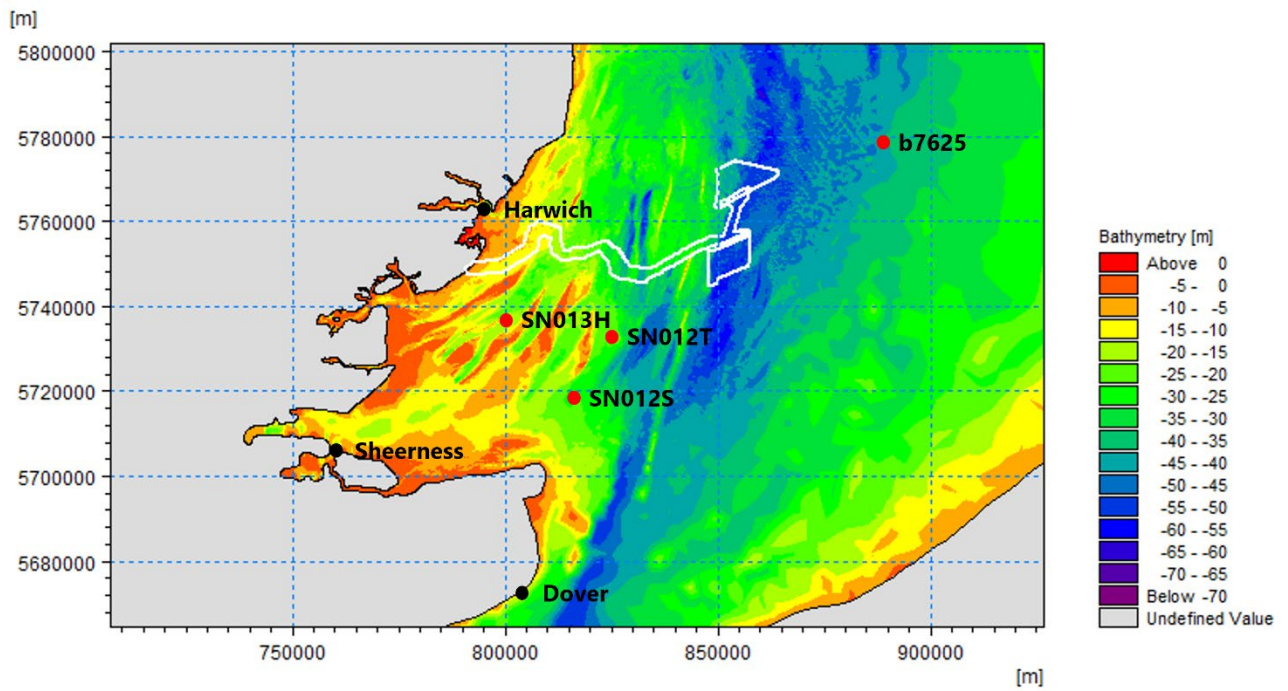 [m]
5800000
5780000
b7625
5760000
Harwich
5740000
SN013H
SN012T
5720000
SN012S
5700000
Sheerness
5680000
Dover
750000 800000 850000 900000
[m]
Bathymetry [m]
Above 0
-5 - 0
-10 - -5
-15 - -10
-20 - -15
-25 - -20
-30 - -25
-35 - -30
-40 - -35
-45 - -40
-50 - -45
-55 - -50
-60 - -55
-65 - -60
-70 - -65
Below -70
Undefined Value